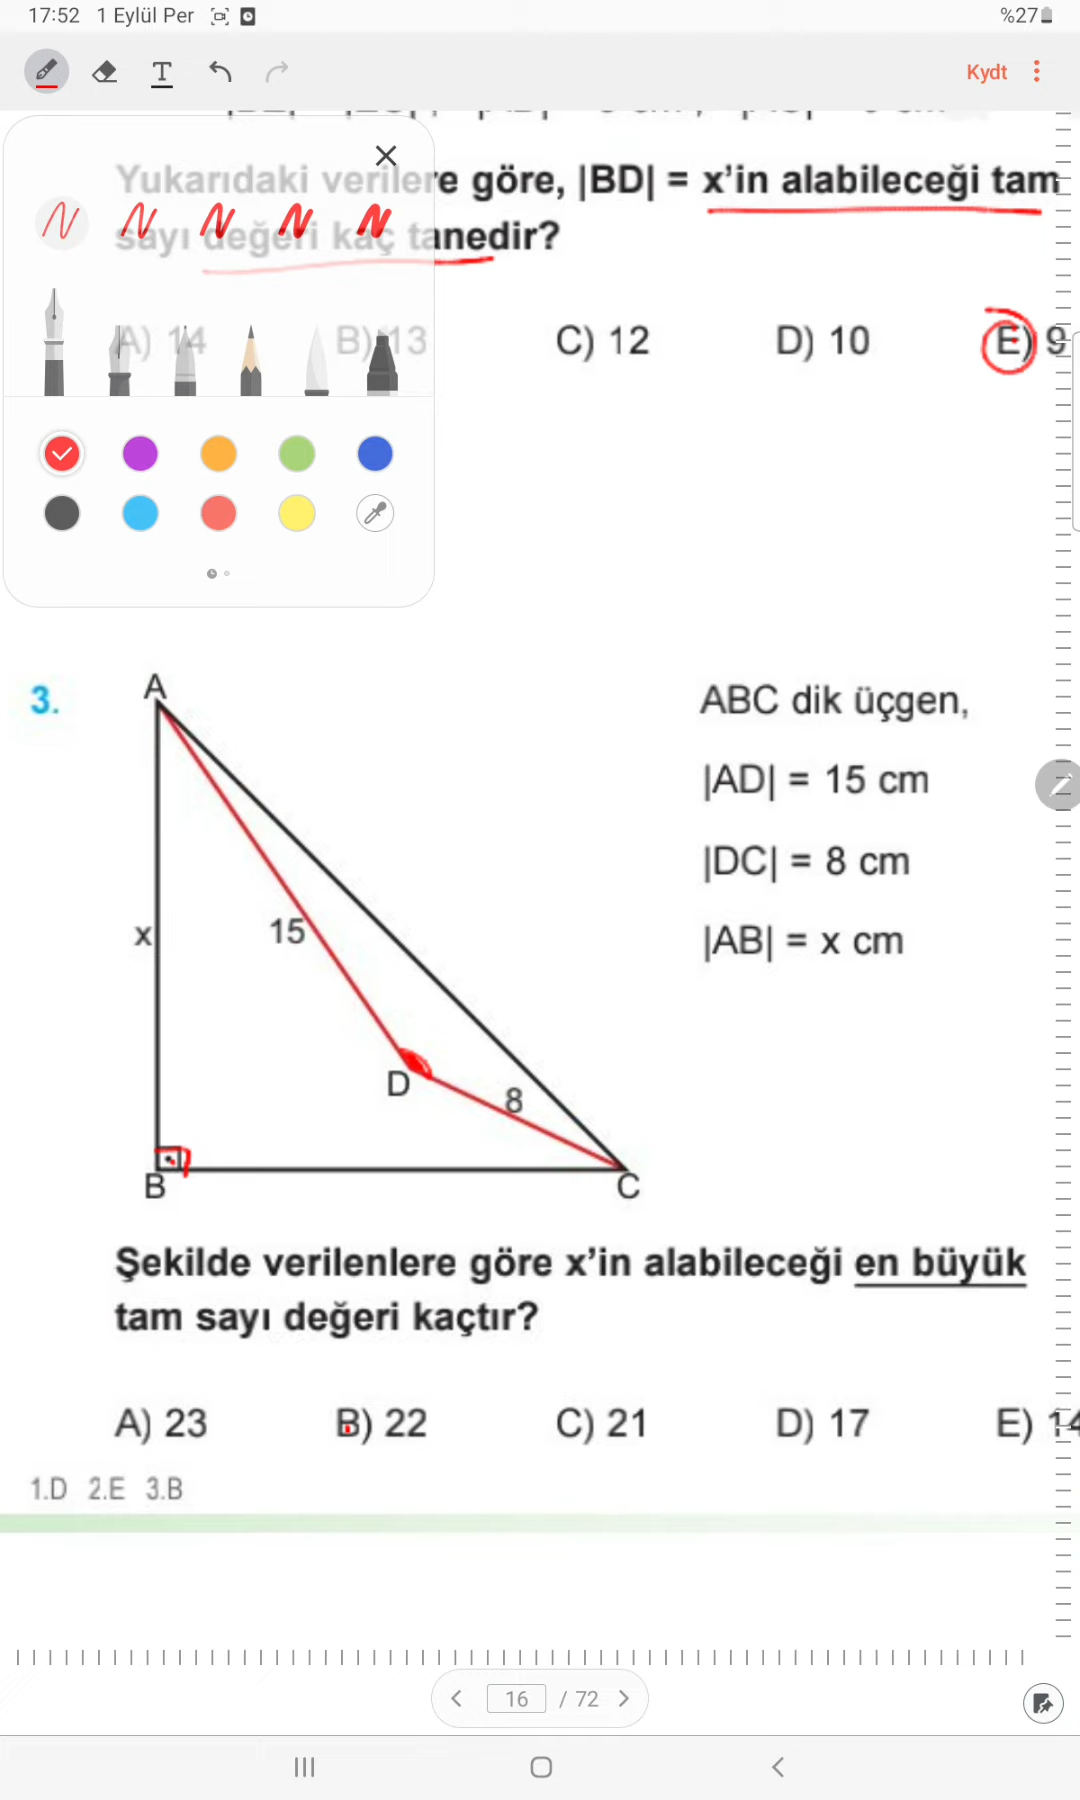 17:52 1 Eylül Per
%27
T
Kydt
Yukarıdaki verilere göre, |BD| = x'in alabileceği tam
sayı değeri kaç tanedir?
A) 14 B) 13 C) 12 D) 10 E) 9
3.
A
x
15
D
8
B
C
ABC dik üçgen,
|AD| = 15 cm
|DC| = 8 cm
|AB| = x cm
Şekilde verilenlere göre x'in alabileceği en büyük
tam sayı değeri kaçtır?
A) 23 B) 22 C) 21 D) 17 E) 14
1.D 2.E 3.B
16 / 72